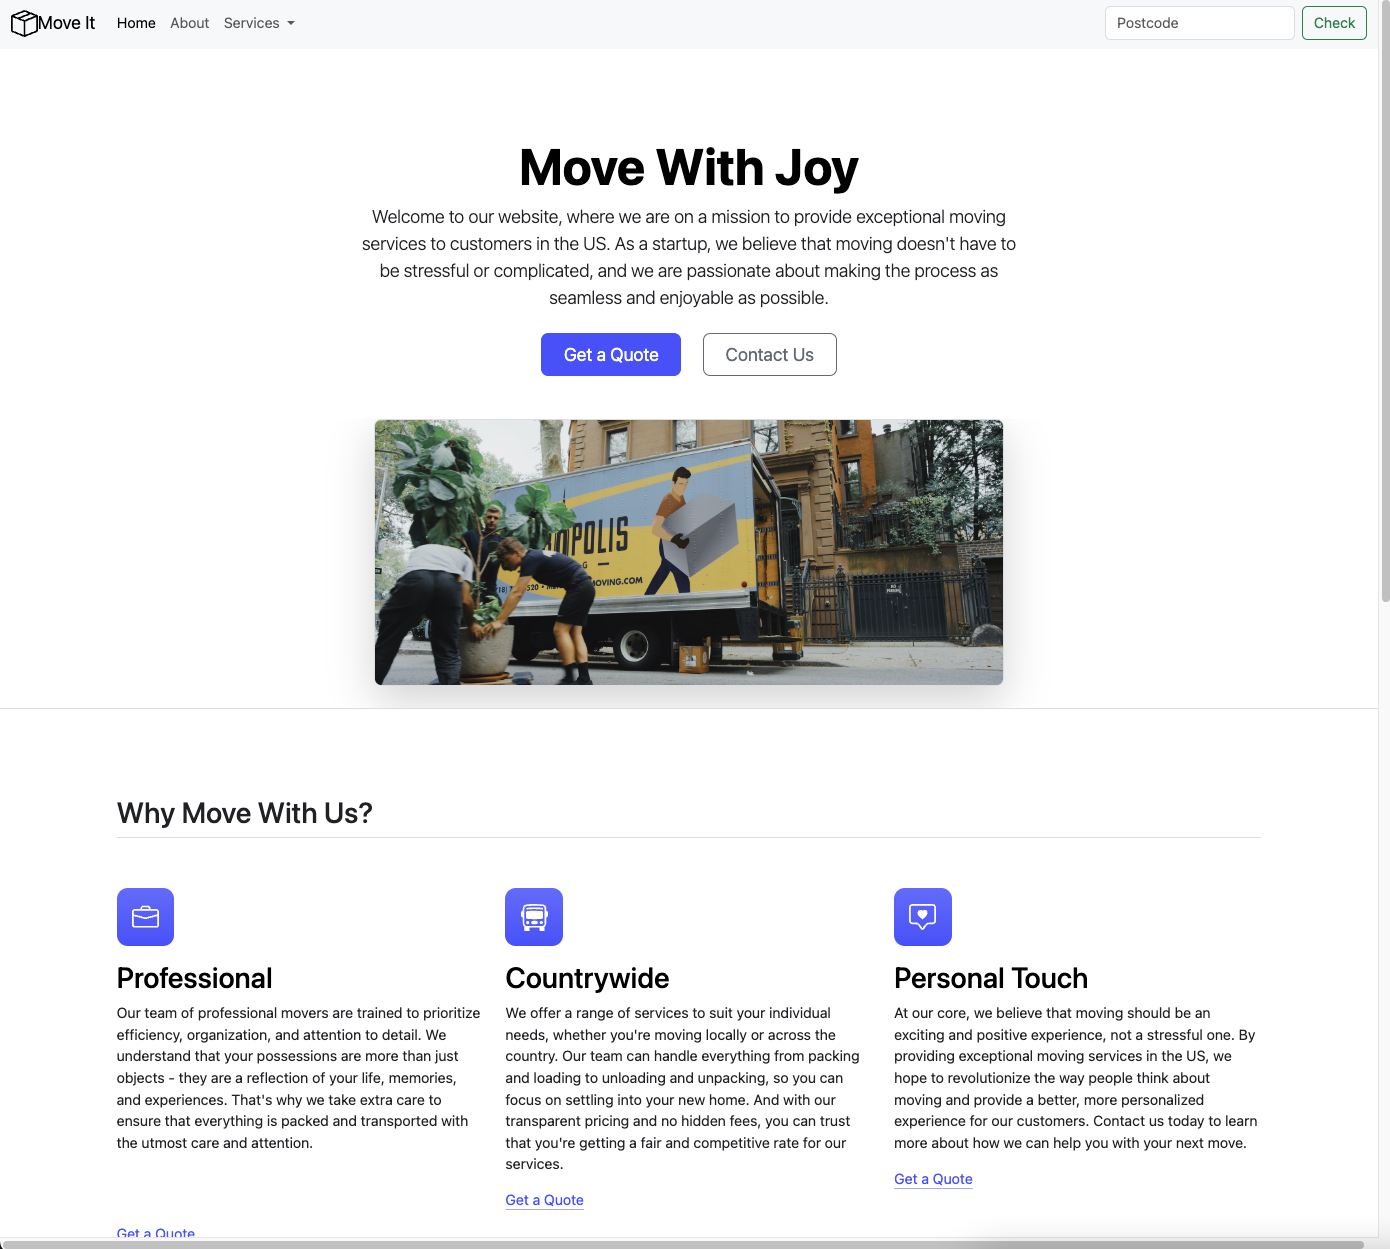 Move It Home About Services Postcode Check
Move With Joy
Welcome to our website, where we are on a mission to provide exceptional moving
services to customers in the US. As a startup, we believe that moving doesn't have to
be stressful or complicated, and we are passionate about making the process as
seamless and enjoyable as possible.
Get a Quote Contact Us
POLIS
MOVING.COM
Why Move With Us?
Professional
Our team of professional movers are trained to prioritize
efficiency, organization, and attention to detail. We
understand that your possessions are more than just
objects - they are a reflection of your life, memories,
and experiences. That's why we take extra care to
ensure that everything is packed and transported with
the utmost care and attention.
Get a Quote
Countrywide
We offer a range of services to suit your individual
needs, whether you're moving locally or across the
country. Our team can handle everything from packing
and loading to unloading and unpacking, so you can
focus on settling into your new home. And with our
transparent pricing and no hidden fees, you can trust
that you're getting a fair and competitive rate for our
services.
Get a Quote
Personal Touch
At our core, we believe that moving should be an
exciting and positive experience, not a stressful one. By
providing exceptional moving services in the US, we
hope to revolutionize the way people think about
moving and provide a better, more personalized
experience for our customers. Contact us today to learn
more about how we can help you with your next move.
Get a Quote